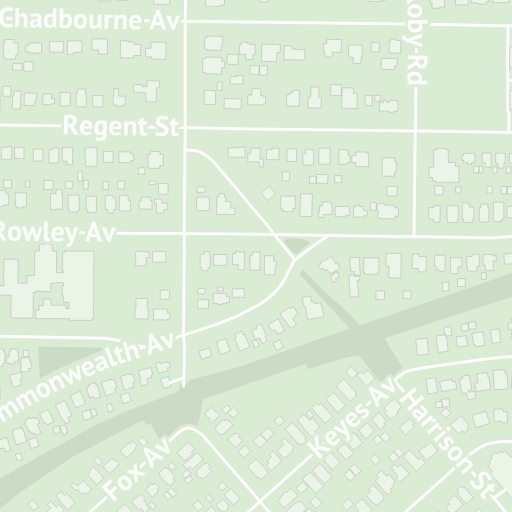 Chadbourne-Av
oby-Rd
Regent-St
Rowley-Av
mmonwealth-Av
Keyes-Av
Harrison-St
Fox-Av